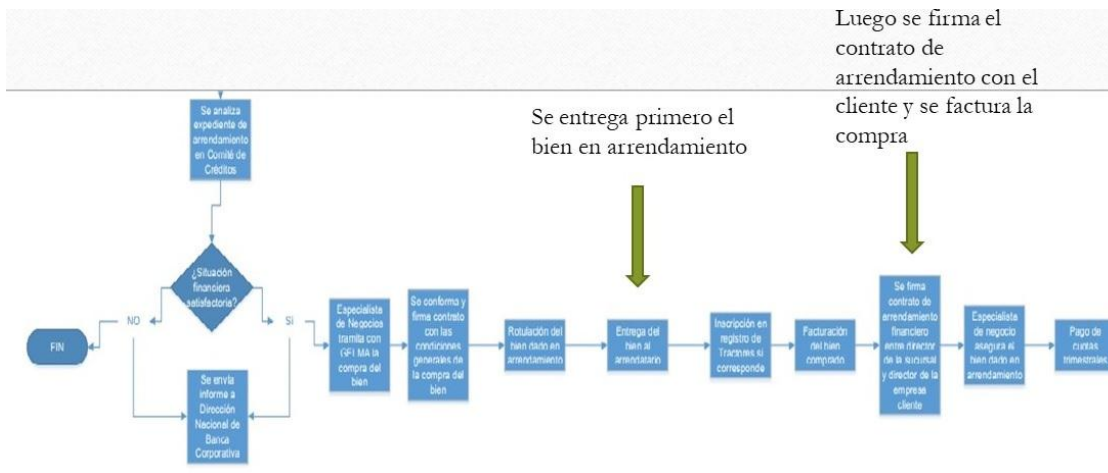 Luego se firma el
contrato de
arrendamiento con el
cliente y se factura la
compra
Se entrega primero el
bien en arrendamiento
Se analiza
expediente de
arrendamiento
en Comité de
Créditos
¿Situación
financiera
satisfactoria?
NO
SI
FIN
Se envía
informe a
Dirección
Nacional de
Banca
Corporativa
Especialista
de Negocios
tramita con
GELMA la
compra del
bien
Se conforma y
firma contrato
con las
condiciones
generales de
la compra del
bien
Rotulación del
bien dado en
arrendamiento
Entrega del
bien al
arrendatario
Inscripción en
registro de
Tractores si
corresponde
Facturación
del bien
comprado
Se firma
contrato de
arrendamiento
financiero
entre director
de la sucursal
y director de
la empresa
cliente
Especialista
de negocio
asegura el
bien dado en
arrendamiento
Pago de
cuotas
trimestrales